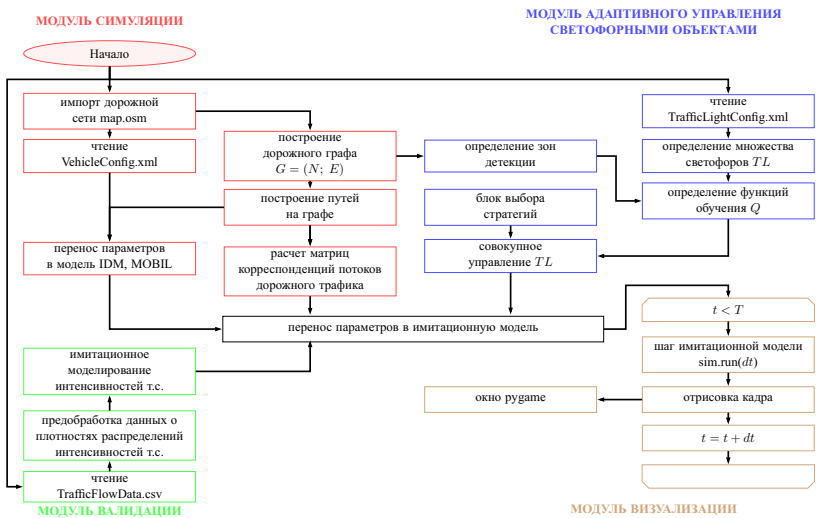 МОДУЛЬ СИМУЛЯЦИИ
Начало
импорт дорожной
сети map.osm
чтение
VehicleConfig.xml
построение
дорожного графа
G = (N; E)
построение путей
на графе
перенос параметров
в модель IDM, MOBIL
расчет матриц
корреспонденций потоков
дорожного трафика
МОДУЛЬ АДАПТИВНОГО УПРАВЛЕНИЯ
СВЕТОФОРНЫМИ ОБЪЕКТАМИ
чтение
TrafficLightConfig.xml
определение множества
светофоров TL
определение зон
детекции
определение функций
обучения Q
блок выбора
стратегий
совокупное
управление TL
перенос параметров в имитационную модель
имитационное
моделирование
интенсивностей т.с.
предобработка данных о
плотностях распределений
интенсивностей т.с.
чтение
TrafficFlowData.csv
МОДУЛЬ ВАЛИДАЦИИ
t < T
шаг имитационной модели
sim.run(dt)
окно pygame
отрисовка кадра
t = t + dt
МОДУЛЬ ВИЗУАЛИЗАЦИИ